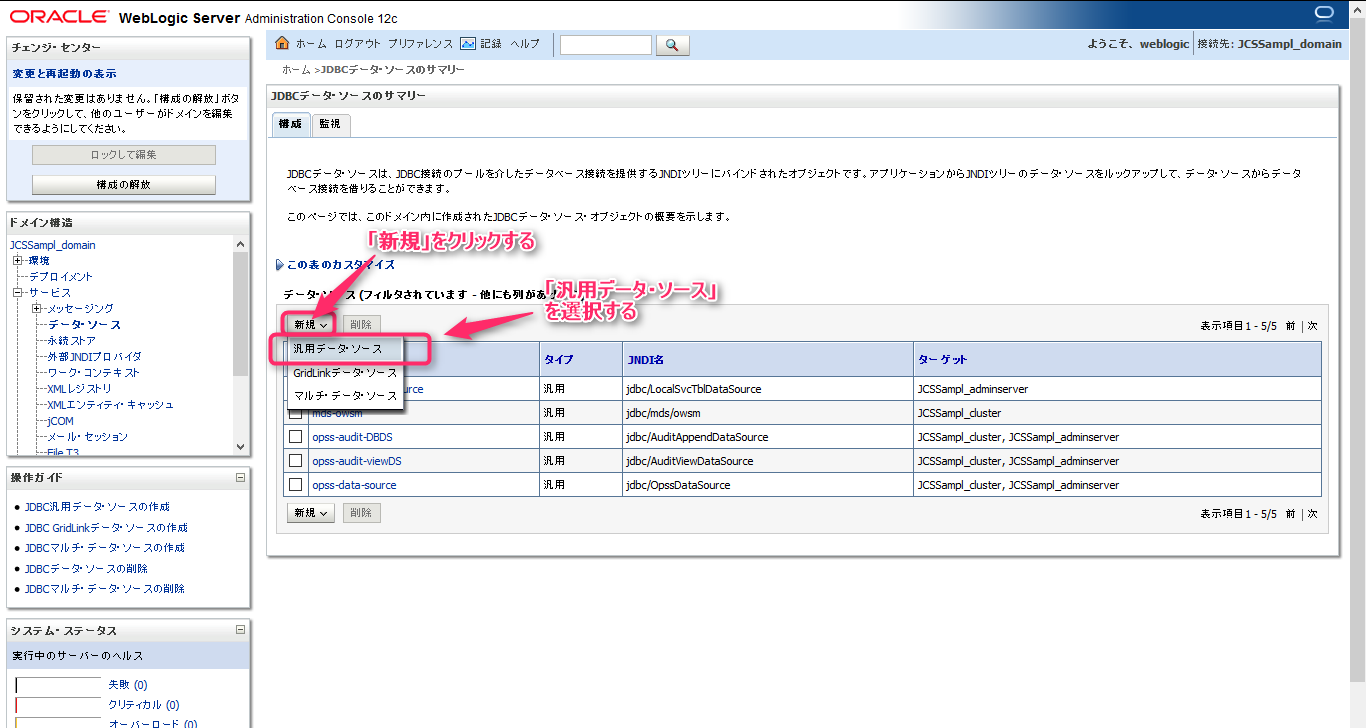 ORACLE WebLogic Server Administration Console 12c
チェンジ・センター
変更と再起動の表示
保留された変更はありません。「構成の解放」ボタ
ンをクリックして、他のユーザーがドメインを編集
できるようにしてください。
ロックして編集
構成の解放
ドメイン構造
JCSSampl_domain
環境
デプロイメント
サービス
メッセージング
データ・ソース
永続ストア
外部JNDIプロバイダ
ワーク・コンテキスト
XMLレジストリ
XMLエンティティ・キャッシュ
jCOM
メール・セッション
File T3
操作ガイド
JDBC汎用データ・ソースの作成
JDBC GridLinkデータ・ソースの作成
JDBCマルチ・データ・ソースの作成
JDBCデータ・ソースの削除
JDBCマルチ・データ・ソースの削除
システム・ステータス
実行中のサーバーのヘルス
失敗 (0)
クリティカル (0)
オーバーロード (0)
ホーム ログアウト プリファレンス 記録 ヘルプ
ようこそ、weblogic 接続先: JCSSampl_domain
ホーム >JDBCデータ・ソースのサマリー
JDBCデータ・ソースのサマリー
構成 監視
JDBCデータ・ソースは、JDBC接続のプールを介したデータベース接続を提供するJNDIツリーにバインドされたオブジェクトです。アプリケーションからJNDIツリーのデータ・ソースをルックアップして、データ・ソースからデータ
ベース接続を借りることができます。
このページでは、このドメイン内に作成されたJDBCデータ・ソース・オブジェクトの概要を示します。
「新規」をクリックする
この表のカスタマイズ
「汎用データ・ソース」
を選択する
データ・ソース (フィルタされています - 他にも列があ
新規 削除
表示項目1 - 5/5 前 | 次
汎用データ・ソース
GridLinkデータ・ソース
マルチ・データ・ソース
タイプ JNDI名 ターゲット
urce 汎用 jdbc/LocalSvcTblDataSource JCSSampl_adminserver
mds-owsm 汎用 jdbc/mds/owsm JCSSampl_cluster
opss-audit-DBDS 汎用 jdbc/AuditAppendDataSource JCSSampl_cluster, JCSSampl_adminserver
opss-audit-viewDS 汎用 jdbc/AuditViewDataSource JCSSampl_cluster, JCSSampl_adminserver
opss-data-source 汎用 jdbc/OpssDataSource JCSSampl_cluster, JCSSampl_adminserver
新規 削除
表示項目1 - 5/5 前 | 次